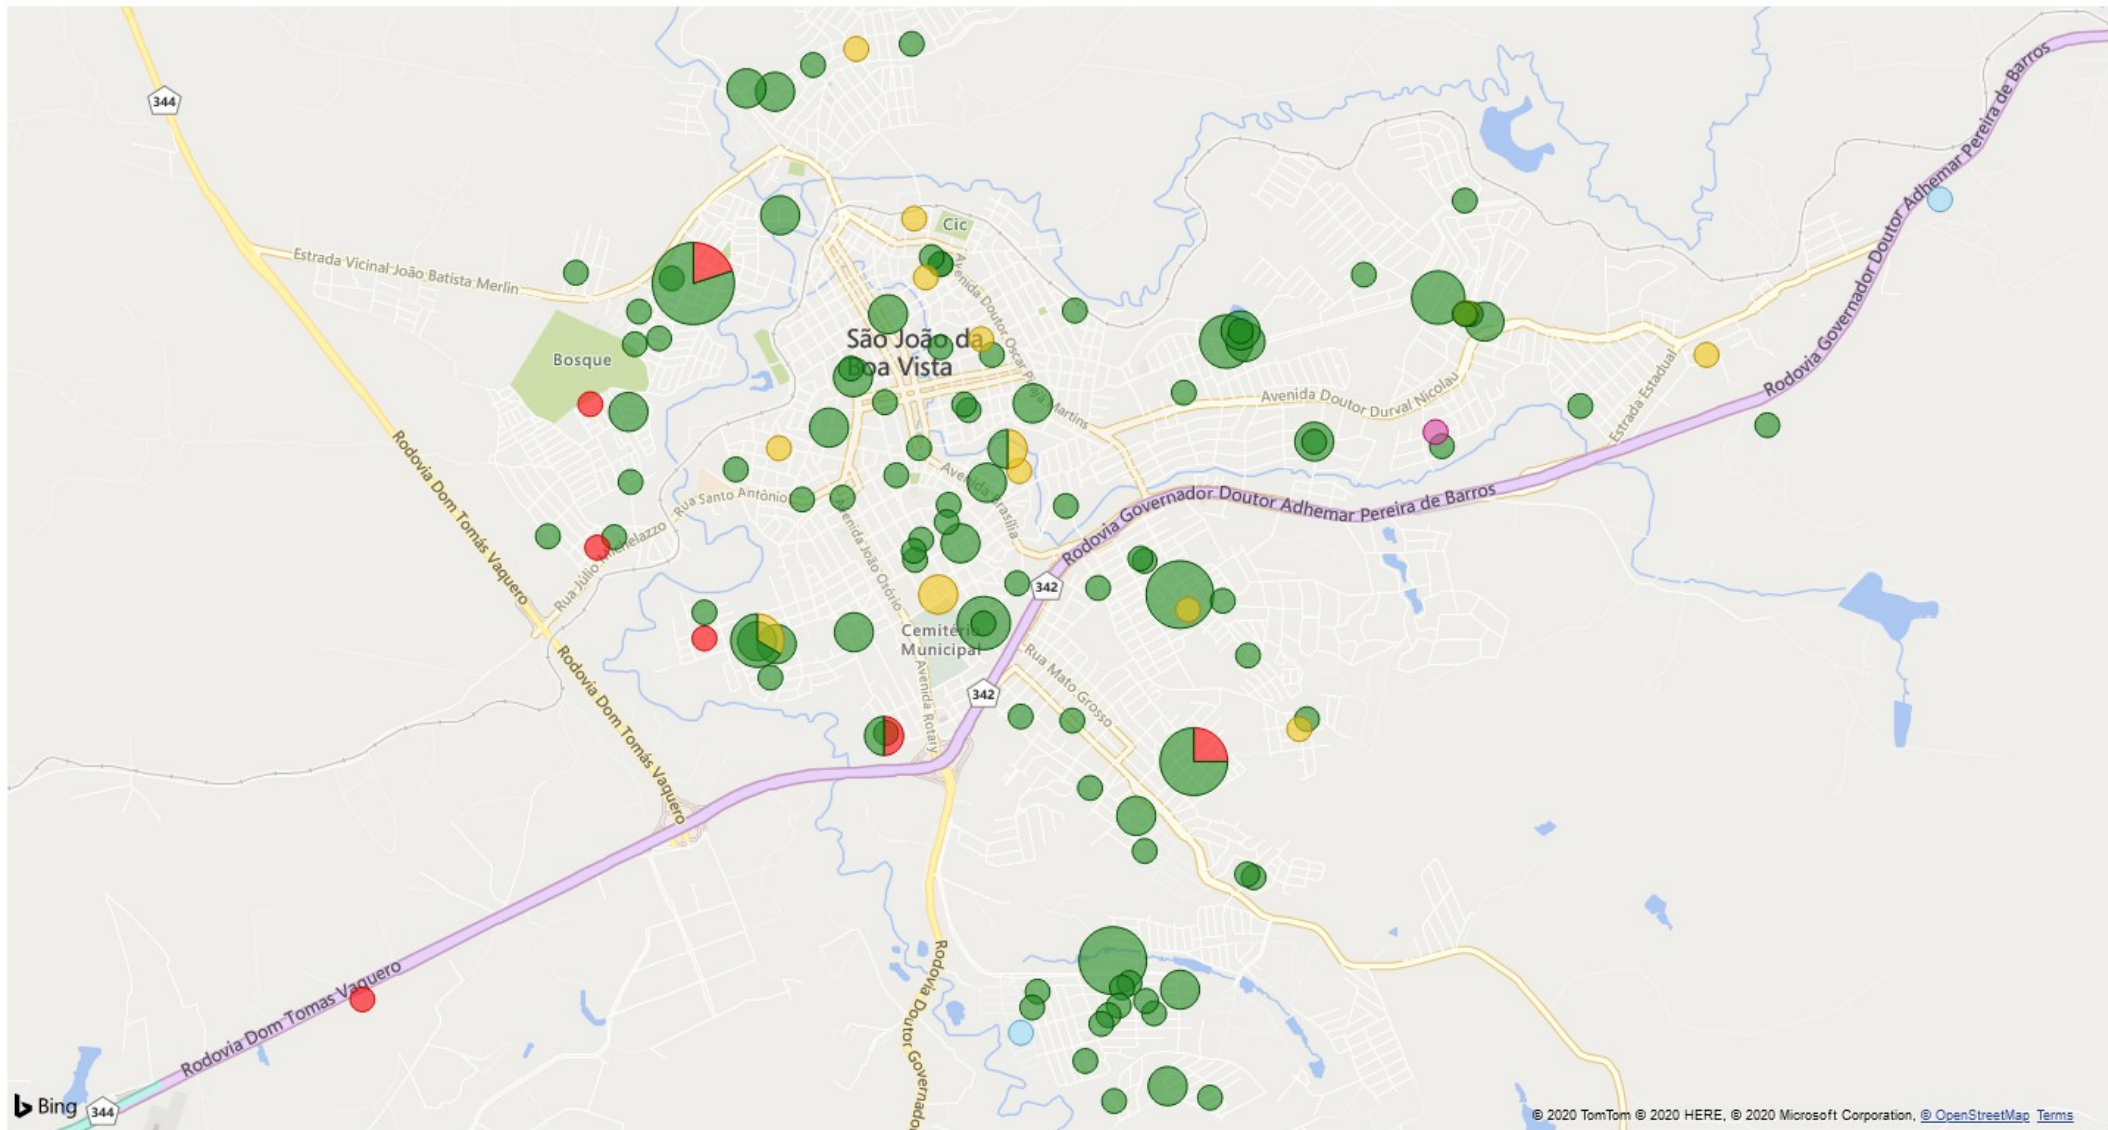 344
Rodovia Governador Doutor Adhemar Pereira de Barros
Cic
Estrada Vicinal João Batista Merlin
Avenida Doutor Oscar Pirajá Martins
São João da
Boa Vista
Bosque
Avenida Doutor Durval Nicolau
Estrada Estadual
Rodovia Dom Tomás Vaquero
Rua Santo Antônio
Avenida Brasília
Rodovia Governador Doutor Adhemar Pereira de Barros
Rua Júlio Michelazzo
Avenida João Osório
342
Cemitério
Municipal
Rua Mato Grosso
Rodovia Dom Tomás Vaquero
Avenida Rotary
342
Rodovia Dom Tomas Vaquero
Rodovia Doutor Governado
Bing
344
© 2020 TomTom © 2020 HERE, © 2020 Microsoft Corporation, © OpenStreetMap Terms